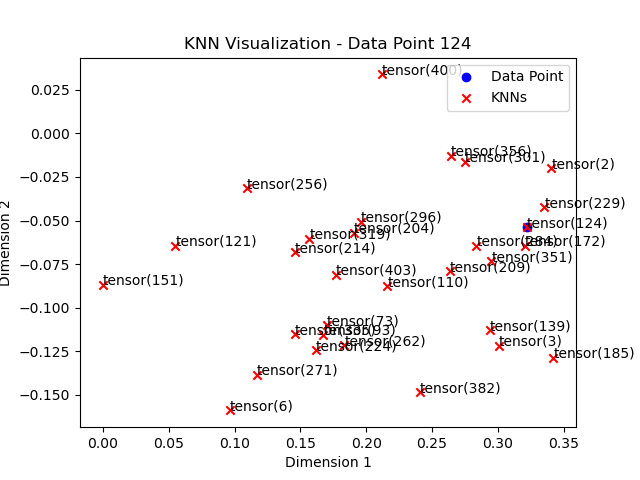 KNN Visualization - Data Point 124
Data Point
KNNs
tensor(400)
tensor(356)
tensor(301)
tensor(2)
tensor(256)
tensor(229)
tensor(296)
tensor(124)
tensor(204)
tensor(319)
tensor(121)
tensor(284)
tensor(172)
tensor(214)
tensor(351)
tensor(209)
tensor(403)
tensor(151)
tensor(110)
tensor(73)
tensor(139)
tensor(93)
tensor(262)
tensor(3)
tensor(224)
tensor(185)
tensor(271)
tensor(382)
tensor(6)
0.025
0.000
−0.025
−0.050
−0.075
−0.100
−0.125
−0.150
Dimension 2
0.00
0.05
0.10
0.15
0.20
0.25
0.30
0.35
Dimension 1